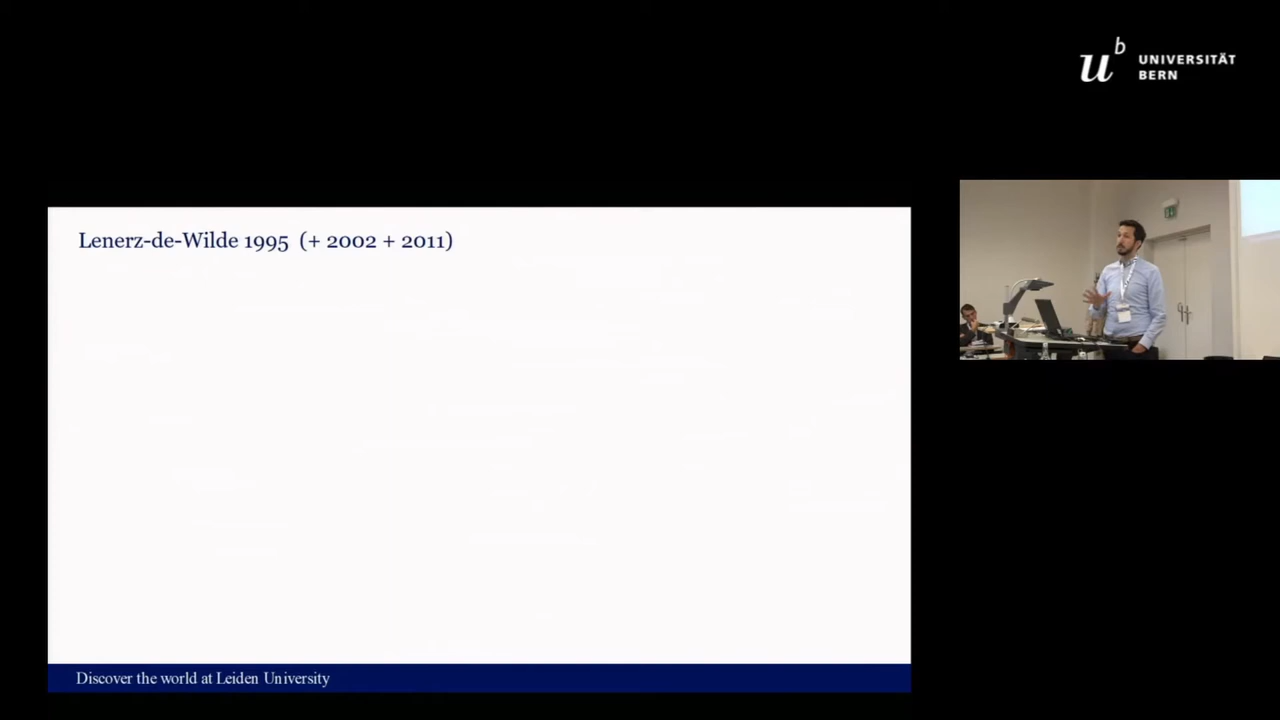 u b UNIVERSITÄT
BERN
Lenerz-de-Wilde 1995 (+ 2002 + 2011)
Discover the world at Leiden University